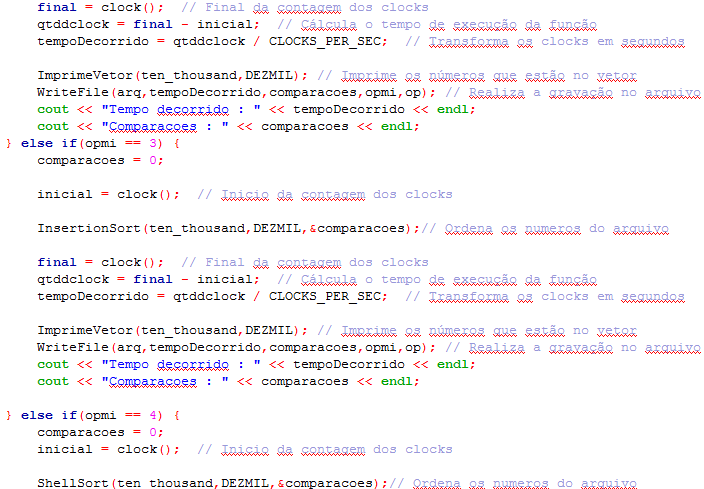 final = clock();  // Final da contagem dos clocks
qtddclock = final - inicial;  // Cálcula o tempo de execução da função
tempoDecorrido = qtddclock / CLOCKS_PER_SEC;  // Transforma os clocks em segundos
ImprimeVetor(ten_thousand,DEZMIL); // Imprime os números que estão no vetor
WriteFile(arq,tempoDecorrido,comparacoes,opmi,op); // Realiza a gravação no arquivo
cout << "Tempo decorrido : " << tempoDecorrido << endl;
cout << "Comparacoes : " << comparacoes << endl;
} else if(opmi == 3) {
comparacoes = 0;
inicial = clock();  // Inicio da contagem dos clocks
InsertionSort(ten_thousand,DEZMIL,&comparacoes);// Ordena os numeros do arquivo
final = clock();  // Final da contagem dos clocks
qtddclock = final - inicial;  // Cálcula o tempo de execução da função
tempoDecorrido = qtddclock / CLOCKS_PER_SEC;  // Transforma os clocks em segundos
ImprimeVetor(ten_thousand,DEZMIL); // Imprime os números que estão no vetor
WriteFile(arq,tempoDecorrido,comparacoes,opmi,op); // Realiza a gravação no arquivo
cout << "Tempo decorrido : " << tempoDecorrido << endl;
cout << "Comparacoes : " << comparacoes << endl;
} else if(opmi == 4) {
comparacoes = 0;
inicial = clock();  // Inicio da contagem dos clocks
ShellSort(ten thousand,DEZMIL,&comparacoes);// Ordena os numeros do arquivo